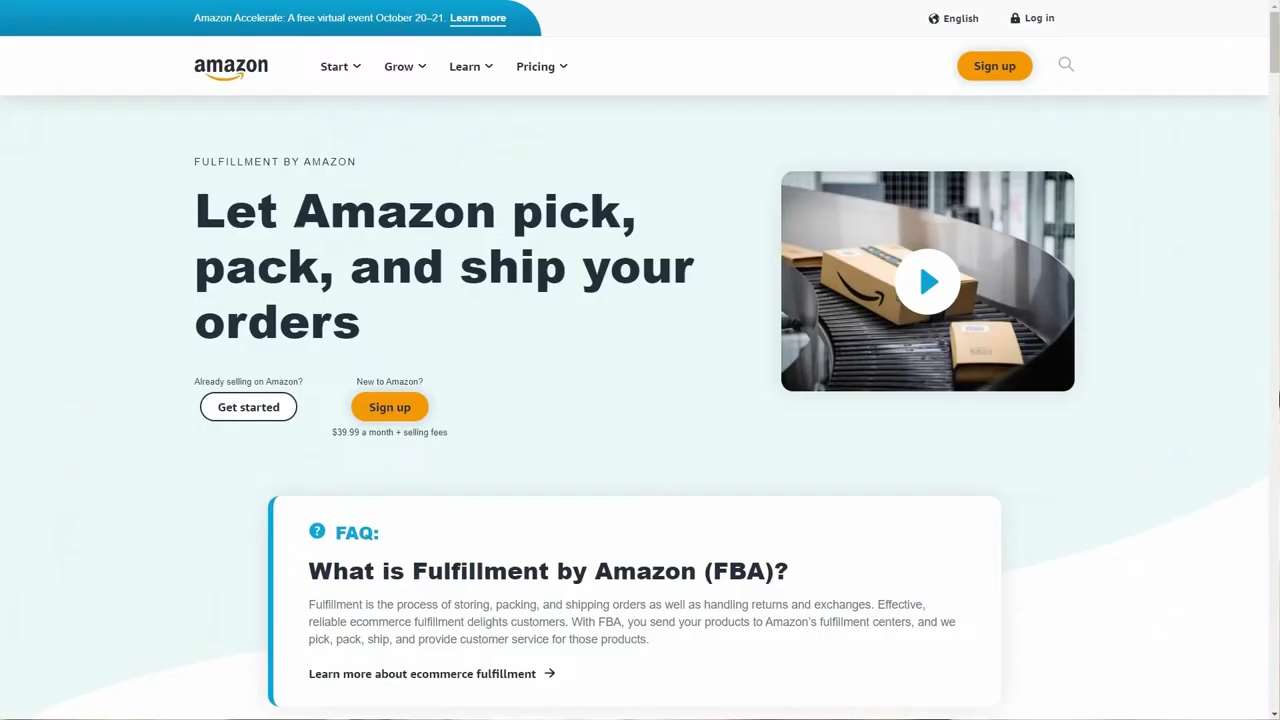 Amazon Accelerate: A free virtual event October 20–21. Learn more
English
Log in
amazon
Start
Grow
Learn
Pricing
Sign up
FULFILLMENT BY AMAZON
Let Amazon pick,
pack, and ship your
orders
Already selling on Amazon?
New to Amazon?
Get started
Sign up
$39.99 a month + selling fees
FAQ:
What is Fulfillment by Amazon (FBA)?
Fulfillment is the process of storing, packing, and shipping orders as well as handling returns and exchanges. Effective,
reliable ecommerce fulfillment delights customers. With FBA, you send your products to Amazon's fulfillment centers, and we
pick, pack, ship, and provide customer service for those products.
Learn more about ecommerce fulfillment